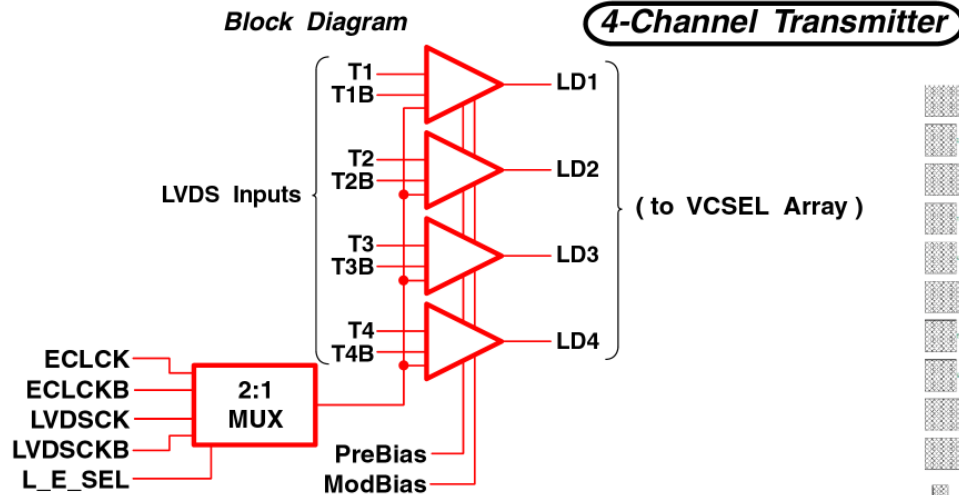 Block Diagram
4-Channel Transmitter
T1
T1B
LD1
T2
T2B
LD2
LVDS Inputs
( to VCSEL Array )
T3
T3B
LD3
T4
T4B
LD4
ECLCK
ECLCKB
LVDSCK
LVDSCKB
L_E_SEL
2:1
MUX
PreBias
ModBias